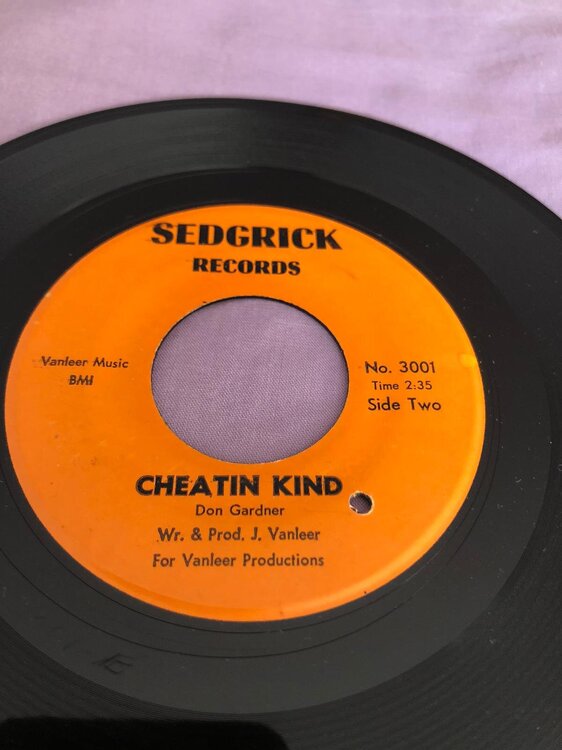 SEDGRICK
RECORDS
Vanleer Music
BMI
No. 3001
Time 2:35
Side Two
CHEATIN KIND
Don Gardner
Wr. & Prod. J. Vanleer
For Vanleer Productions